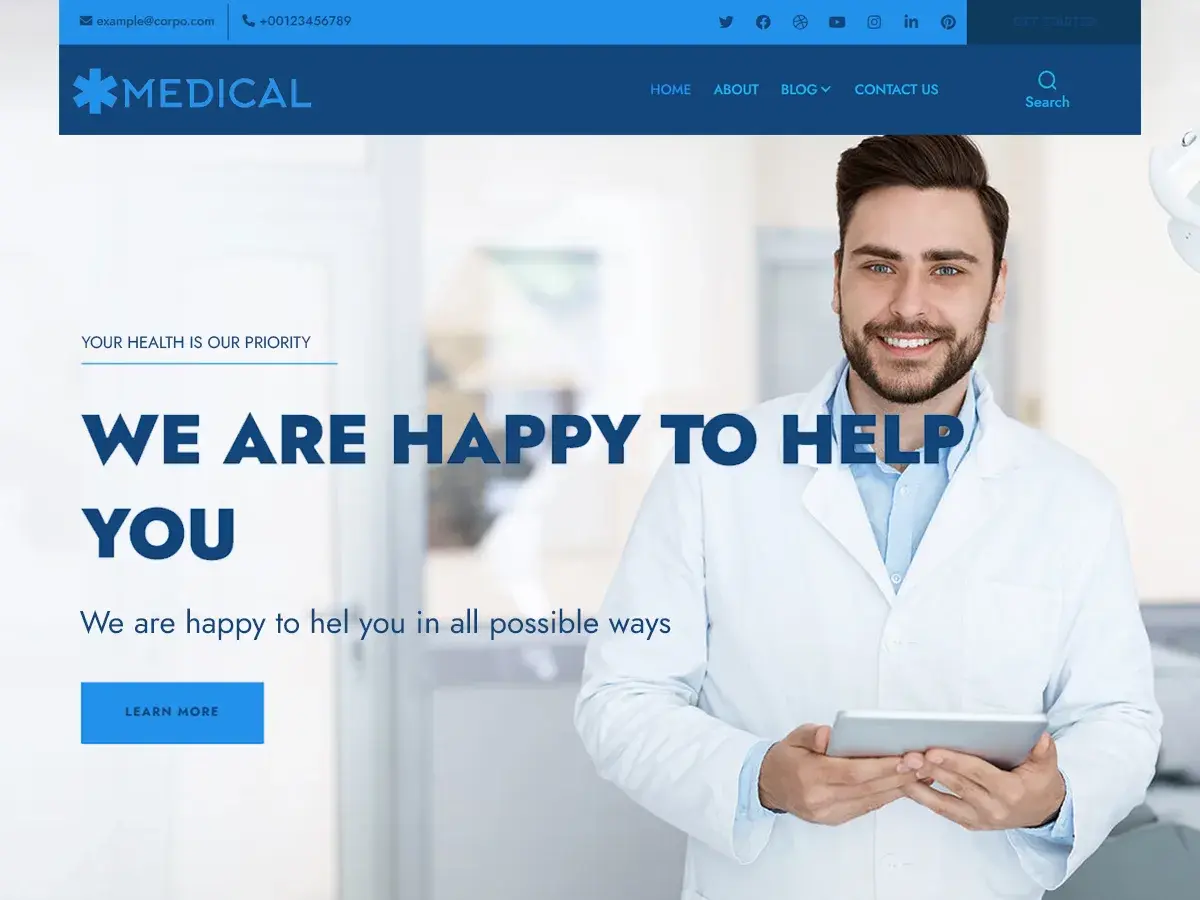 example@corpo.com
+00123456789
GET STARTED
MEDICAL
HOME ABOUT BLOG CONTACT US
Search
YOUR HEALTH IS OUR PRIORITY
WE ARE HAPPY TO HELP
YOU
We are happy to hel you in all possible ways
LEARN MORE